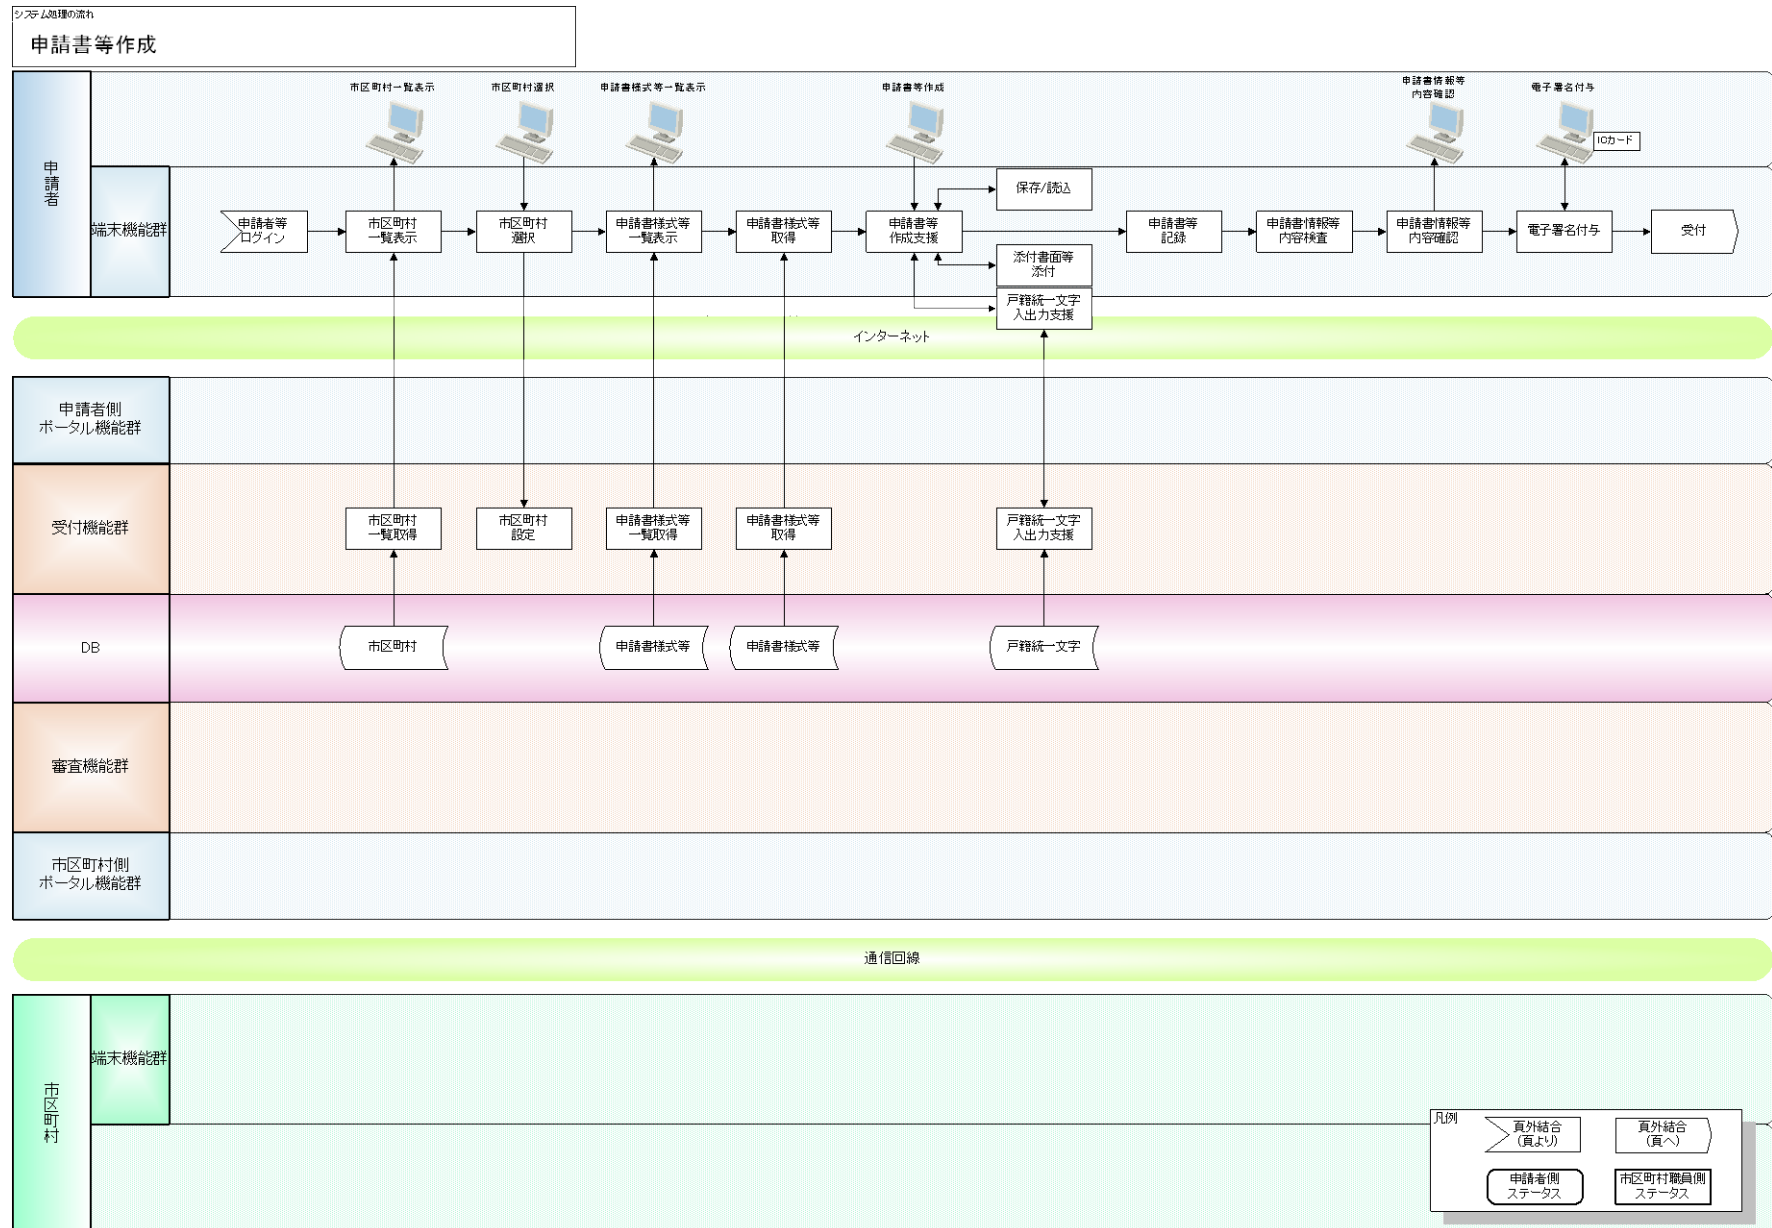 システム処理の流れ
申請書等作成
市区町村一覧表示
市区町村選択
申請書様式等一覧表示
申請書等作成
申請書情報等
内容確認
電子署名付与
ICカード
申請者
端末機能群
申請者等
ログイン
市区町村
一覧表示
市区町村
選択
申請書様式等
一覧表示
申請書様式等
取得
申請書等
作成支援
保存/読込
添付書面等
添付
戸籍統一文字
入出力支援
申請書等
記録
申請書情報等
内容検査
申請書情報等
内容確認
電子署名付与
受付
インターネット
申請者側
ポータル機能群
受付機能群
市区町村
一覧取得
市区町村
設定
申請書様式等
一覧取得
申請書様式等
取得
戸籍統一文字
入出力支援
DB
市区町村
申請書様式等
申請書様式等
戸籍統一文字
審査機能群
市区町村側
ポータル機能群
通信回線
市区町村
端末機能群
凡例
頁外結合
(頁より)
頁外結合
(頁へ)
申請者側
ステータス
市区町村職員側
ステータス